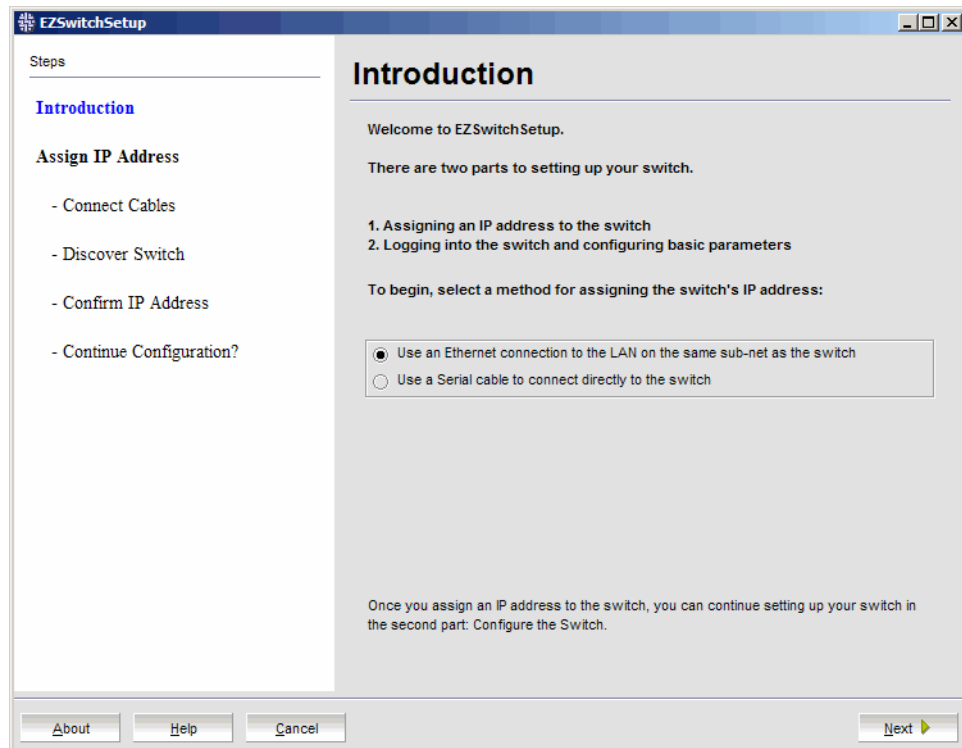 EZSwitchSetup
Steps
Introduction
Assign IP Address
- Connect Cables
- Discover Switch
- Confirm IP Address
- Continue Configuration?
Introduction
Welcome to EZSwitchSetup.
There are two parts to setting up your switch.
1. Assigning an IP address to the switch
2. Logging into the switch and configuring basic parameters
To begin, select a method for assigning the switch's IP address:
Use an Ethernet connection to the LAN on the same sub-net as the switch
Use a Serial cable to connect directly to the switch
Once you assign an IP address to the switch, you can continue setting up your switch in
the second part: Configure the Switch.
About
Help
Cancel
Next